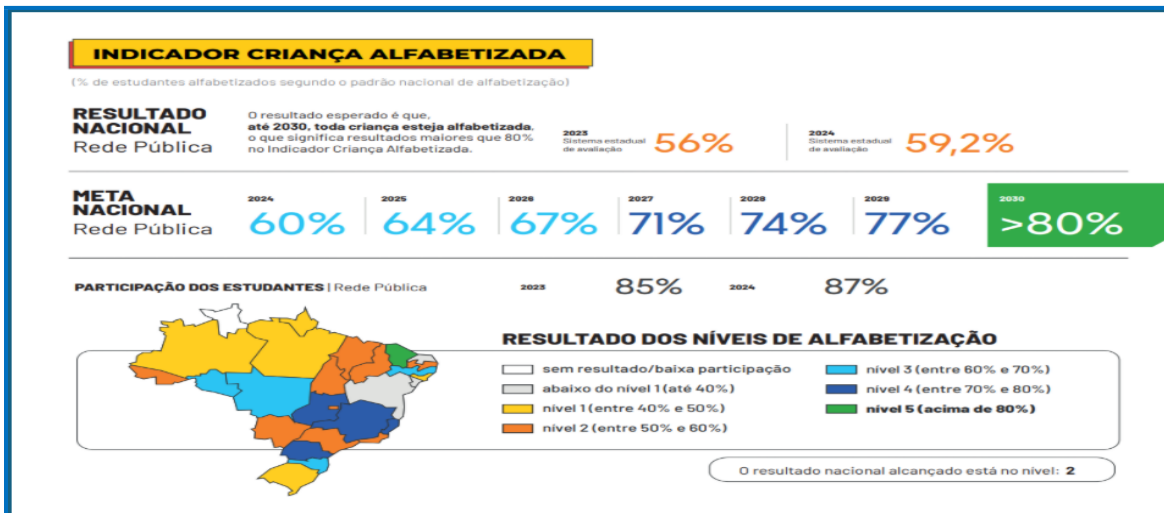 INDICADOR CRIANÇA ALFABETIZADA
(% de estudantes alfabetizados segundo o padrão nacional de alfabetização)
RESULTADO
NACIONAL
Rede Pública
O resultado esperado é que,
até 2030, toda criança esteja alfabetizada,
o que significa resultados maiores que 80%
no Indicador Criança Alfabetizada.
2023
Sistema estadual
de avaliação
56%
2024
Sistema estadual
de avaliação
59,2%
META
NACIONAL
Rede Pública
2024
60%
2025
64%
2026
67%
2027
71%
2028
74%
2029
77%
2030
>80%
PARTICIPAÇÃO DOS ESTUDANTES | Rede Pública
2023
85%
2024
87%
RESULTADO DOS NÍVEIS DE ALFABETIZAÇÃO
sem resultado/baixa participação
abaixo do nível 1 (até 40%)
nível 1 (entre 40% e 50%)
nível 2 (entre 50% e 60%)
nível 3 (entre 60% e 70%)
nível 4 (entre 70% e 80%)
nível 5 (acima de 80%)
O resultado nacional alcançado está no nível: 2